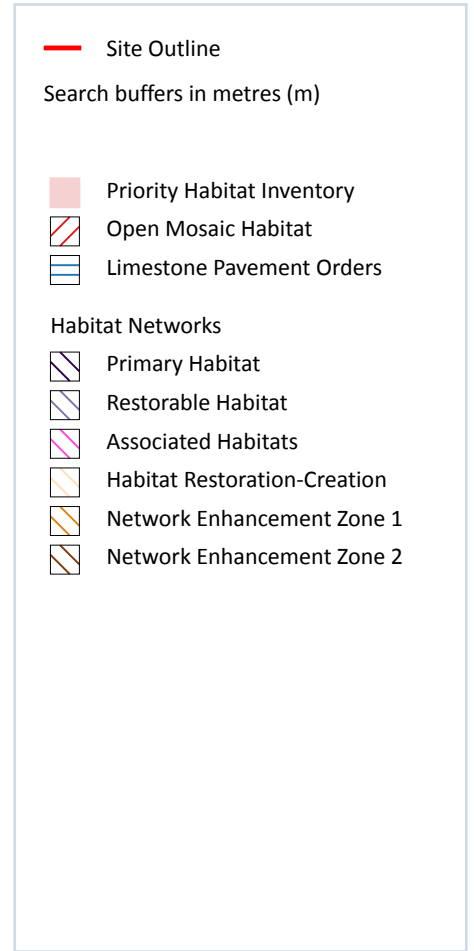 Site Outline
Search buffers in metres (m)
Priority Habitat Inventory
Open Mosaic Habitat
Limestone Pavement Orders
Habitat Networks
Primary Habitat
Restorable Habitat
Associated Habitats
Habitat Restoration-Creation
Network Enhancement Zone 1
Network Enhancement Zone 2